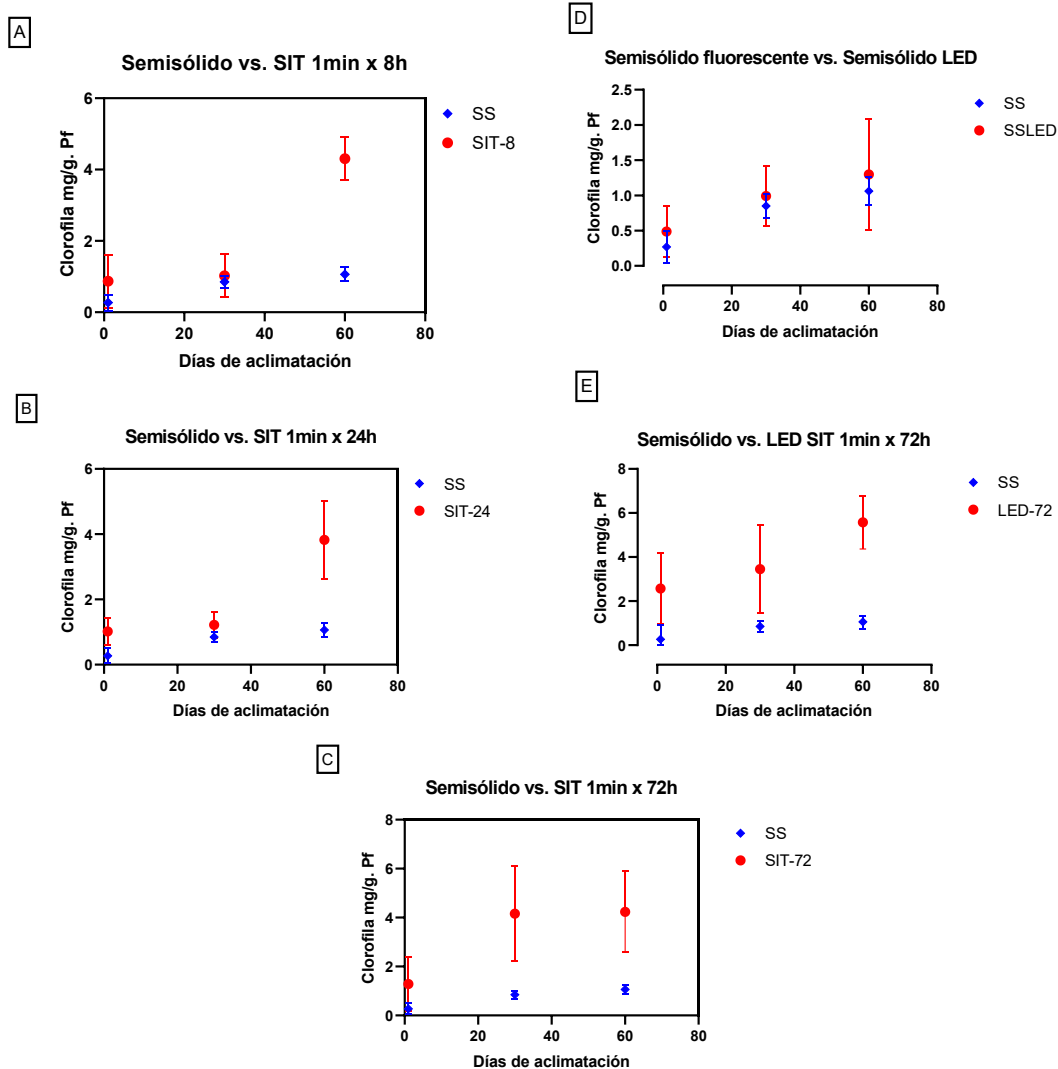 A
Semisólido vs. SIT 1min x 8h
Clorofila mg/g. Pf
6
4
2
0
0 20 40 60 80
Días de aclimatación
SS
SIT-8
B
Semisólido vs. SIT 1min x 24h
Clorofila mg/g. Pf
6
4
2
0
0 20 40 60 80
Días de aclimatación
SS
SIT-24
C
Semisólido vs. SIT 1min x 72h
Clorofila mg/g. Pf
8
6
4
2
0
0 20 40 60 80
Días de aclimatación
SS
SIT-72
D
Semisólido fluorescente vs. Semisólido LED
Clorofila mg/g. Pf
2.5
2.0
1.5
1.0
0.5
0.0
0 20 40 60 80
Días de aclimatación
SS
SSLED
E
Semisólido vs. LED SIT 1min x 72h
Clorofila mg/g. Pf
8
6
4
2
0
0 20 40 60 80
Días de aclimatación
SS
LED-72